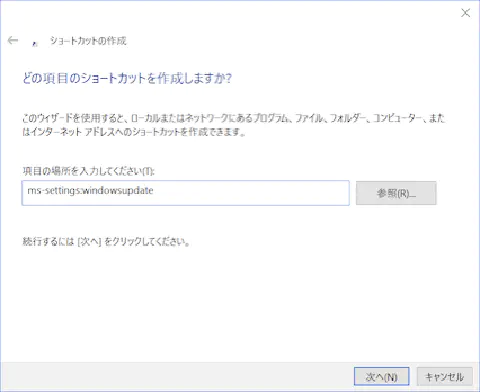 ショートカットの作成
どの項目のショートカットを作成しますか?
このウィザードを使用すると、ローカルまたはネットワークにあるプログラム、ファイル、フォルダー、コンピューター、また
はインターネット アドレスへのショートカットを作成できます。
項目の場所を入力してください(T):
ms-settings:windowsupdate
参照(R)...
続行するには [次へ] をクリックしてください。
次へ(N)
キャンセル